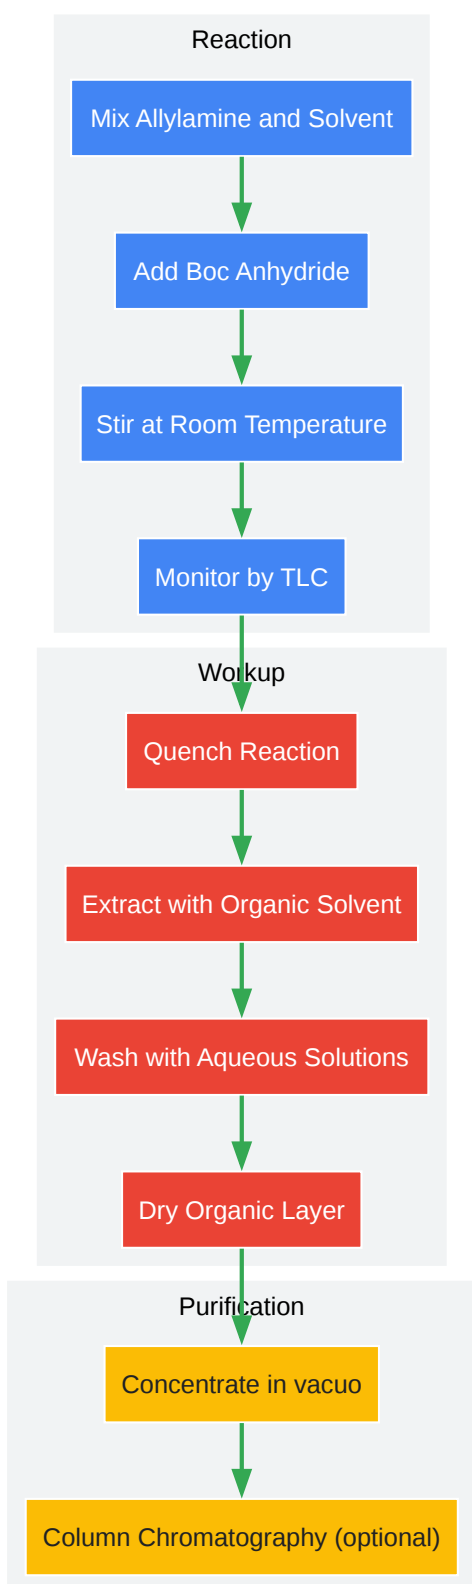 Reaction
Mix Allylamine and Solvent
Add Boc Anhydride
Stir at Room Temperature
Monitor by TLC
Workup
Quench Reaction
Extract with Organic Solvent
Wash with Aqueous Solutions
Dry Organic Layer
Purification
Concentrate in vacuo
Column Chromatography (optional)